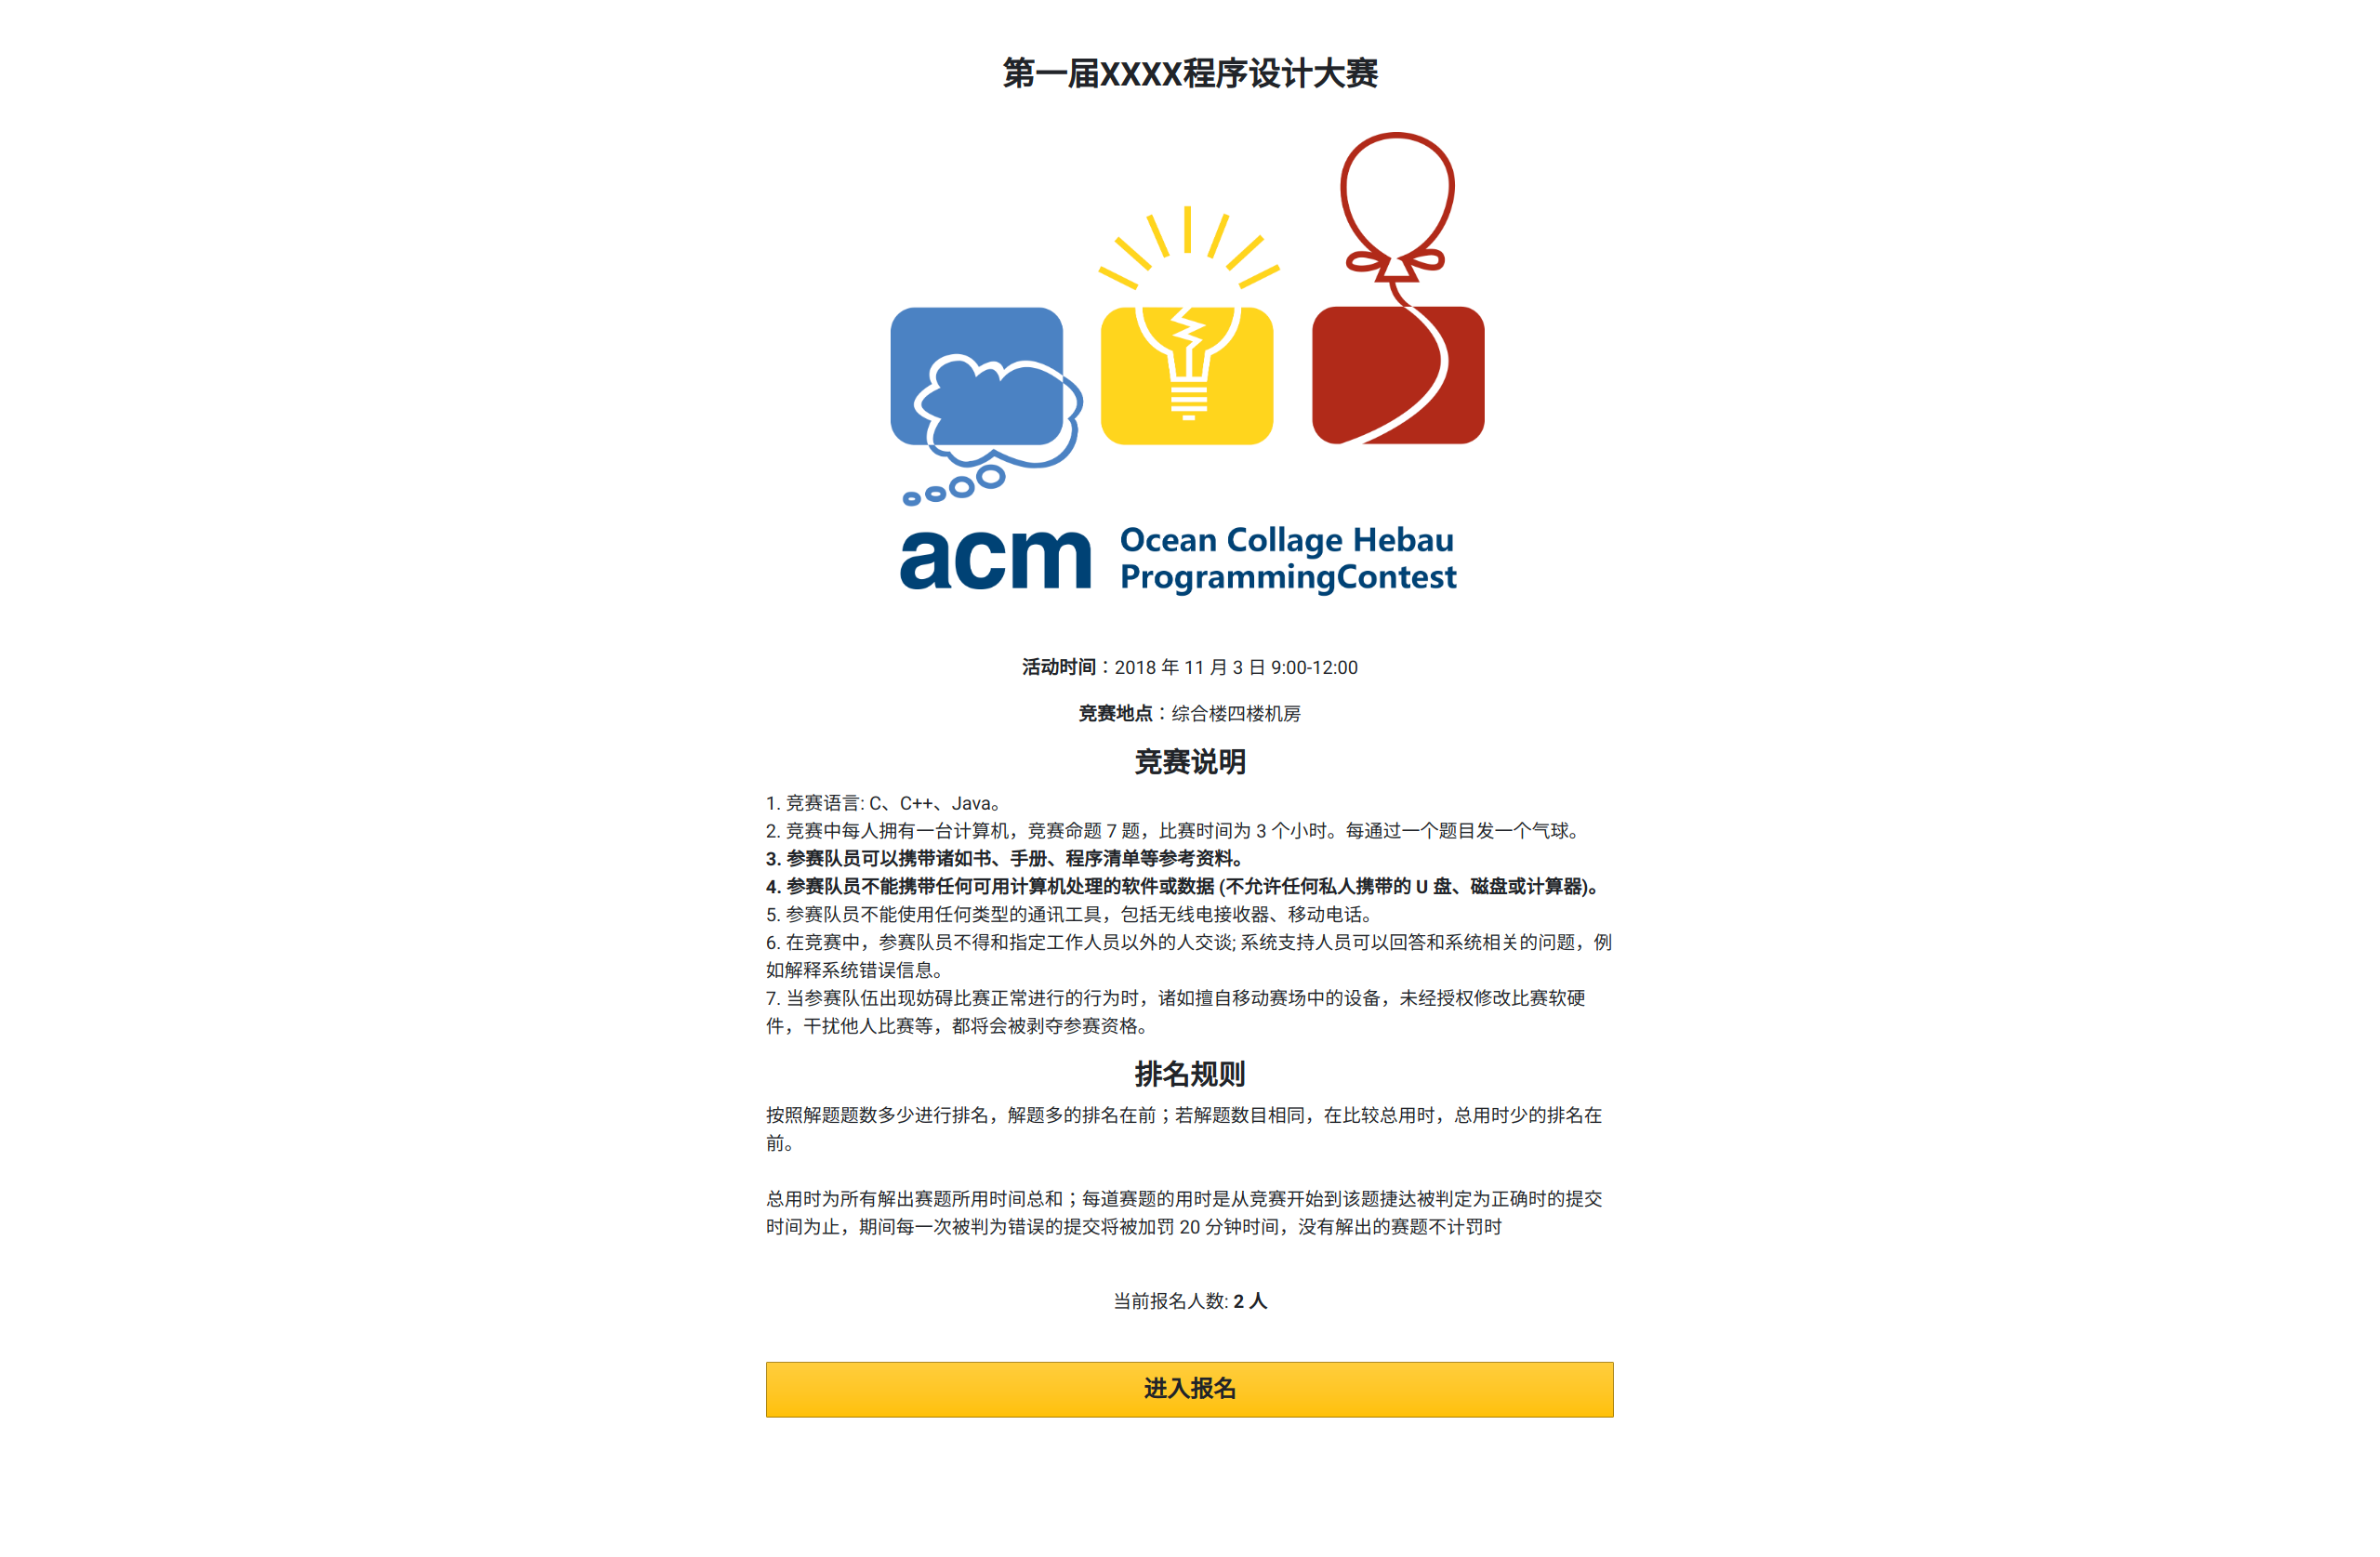 第一届XXXX程序设计大赛
acm
Ocean Collage Hebau
ProgrammingContest
活动时间：2018 年 11 月 3 日 9:00-12:00
竞赛地点：综合楼四楼机房
竞赛说明
1. 竞赛语言: C、C++、Java。
2. 竞赛中每人拥有一台计算机，竞赛命题 7 题，比赛时间为 3 个小时。每通过一个题目发一个气球。
3. 参赛队员可以携带诸如书、手册、程序清单等参考资料。
4. 参赛队员不能携带任何可用计算机处理的软件或数据 (不允许任何私人携带的 U 盘、磁盘或计算器)。
5. 参赛队员不能使用任何类型的通讯工具，包括无线电接收器、移动电话。
6. 在竞赛中，参赛队员不得和指定工作人员以外的人交谈; 系统支持人员可以回答和系统相关的问题，例
如解释系统错误信息。
7. 当参赛队伍出现妨碍比赛正常进行的行为时，诸如擅自移动赛场中的设备，未经授权修改比赛软硬
件，干扰他人比赛等，都将会被剥夺参赛资格。
排名规则
按照解题题数多少进行排名，解题多的排名在前；若解题数目相同，在比较总用时，总用时少的排名在
前。
总用时为所有解出赛题所用时间总和；每道赛题的用时是从竞赛开始到该题捷达被判定为正确时的提交
时间为止，期间每一次被判为错误的提交将被加罚 20 分钟时间，没有解出的赛题不计罚时
当前报名人数: 2 人
进入报名